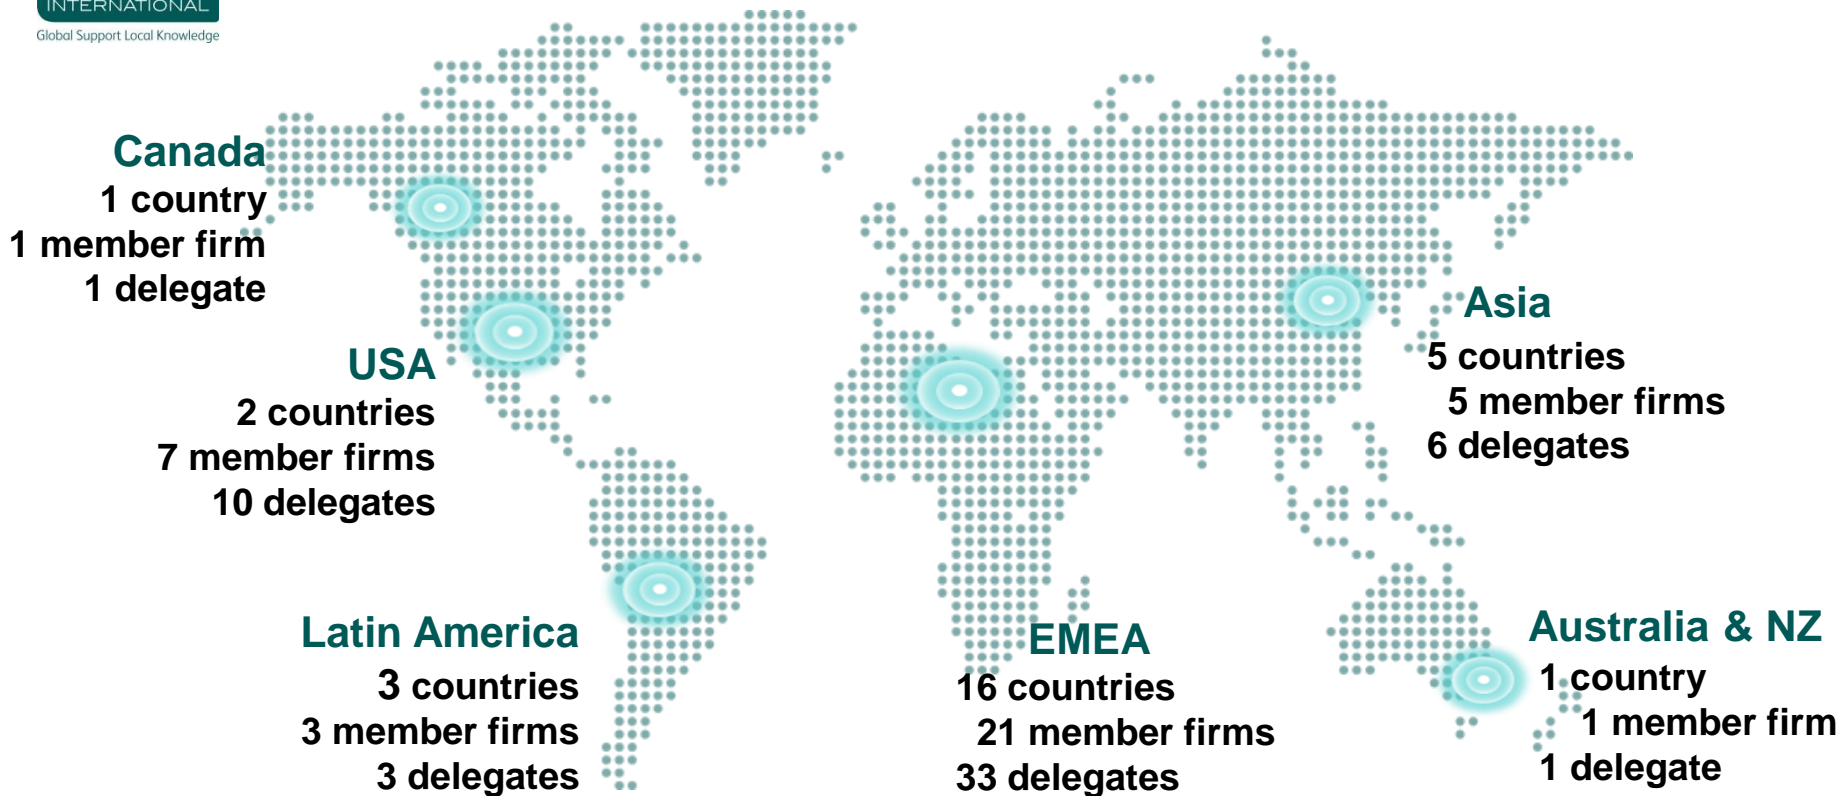 INTERNATIONAL
Global Support Local Knowledge
Canada
1 country
1 member firm
1 delegate
USA
2 countries
7 member firms
10 delegates
Latin America
3 countries
3 member firms
3 delegates
EMEA
16 countries
21 member firms
33 delegates
Asia
5 countries
5 member firms
6 delegates
Australia & NZ
1 country
1 member firm
1 delegate